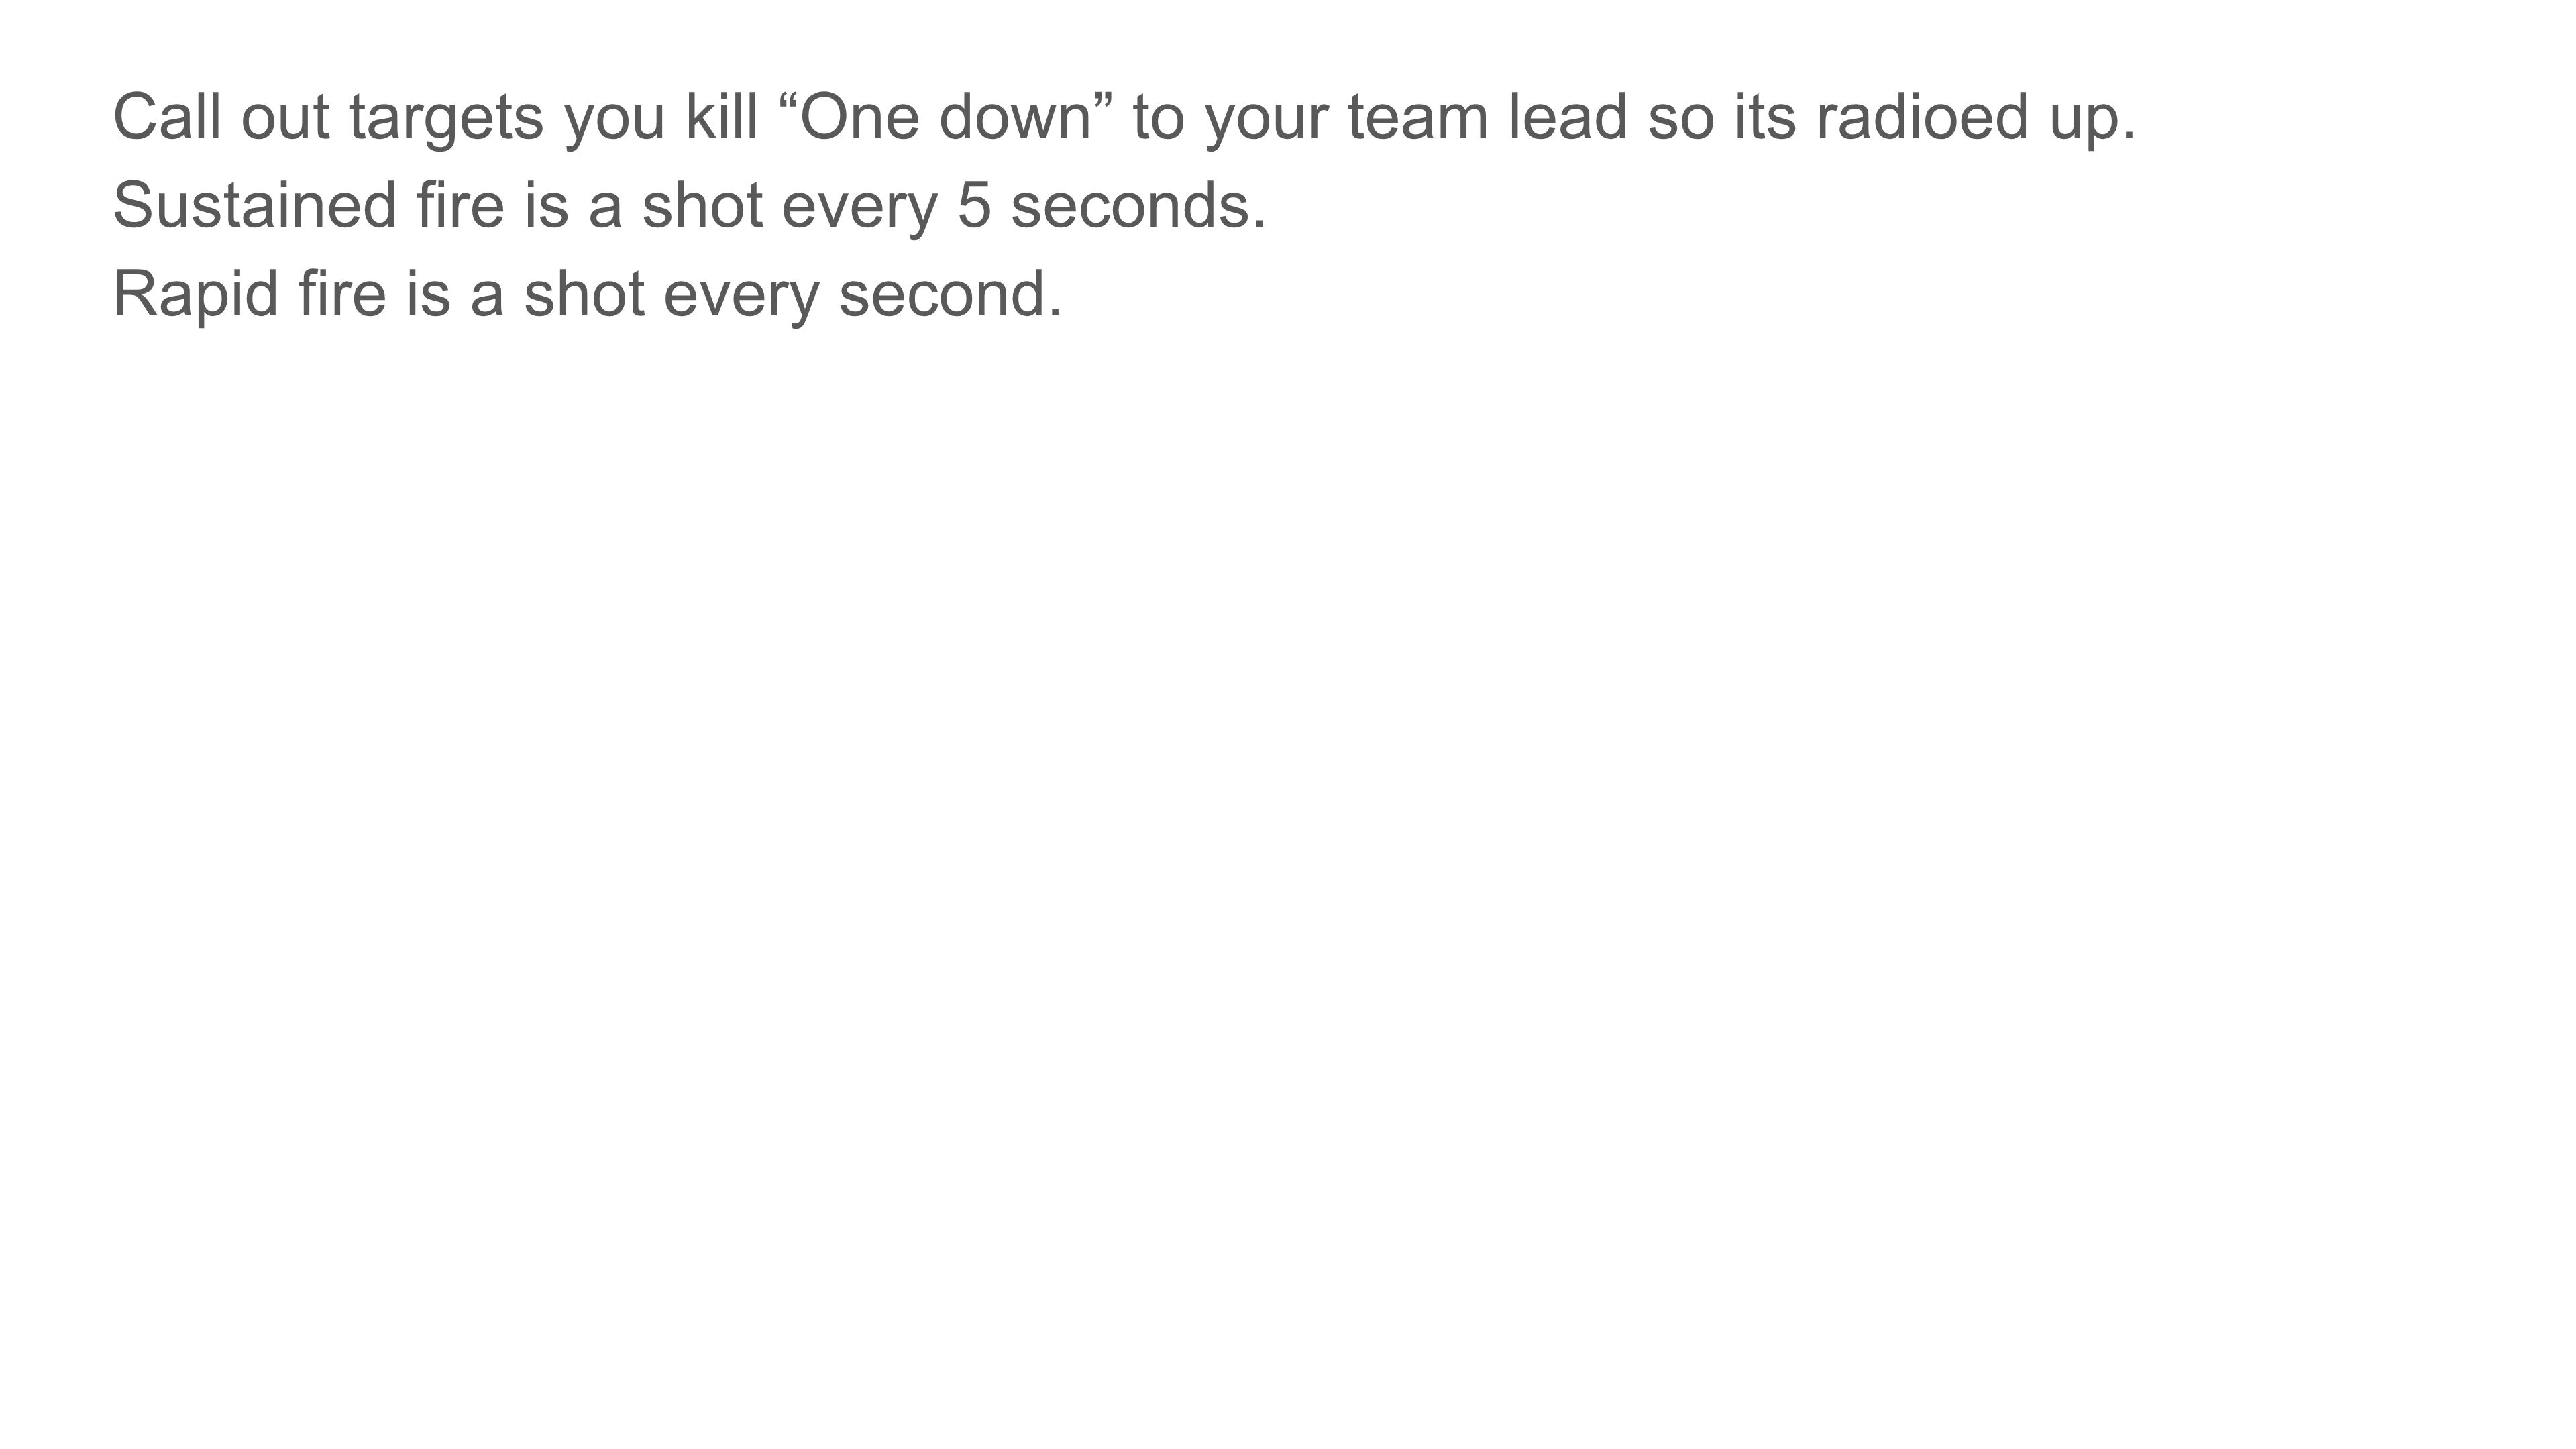 Call out targets you kill “One down” to your team lead so its radioed up.
Sustained fire is a shot every 5 seconds.
Rapid fire is a shot every second.